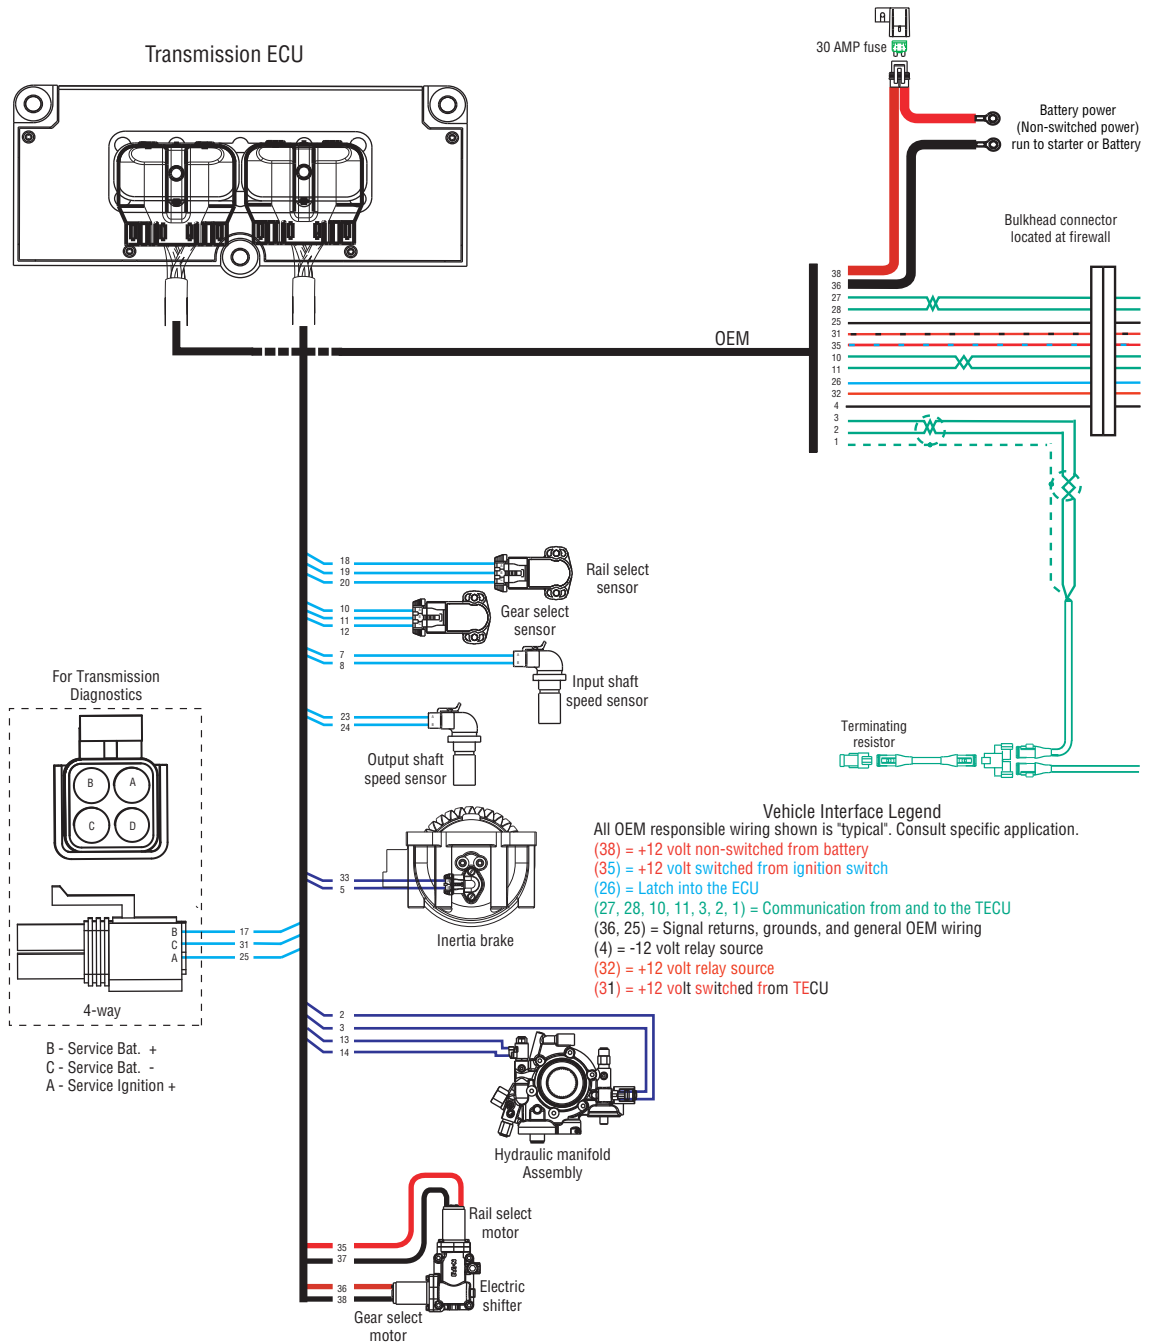 Transmission ECU
30 AMP fuse
Battery power
(Non-switched power)
run to starter or Battery
Bulkhead connector
located at firewall
OEM
38
36
27
28
25
31
35
10
11
26
32
4
3
2
1
18
19
20
Rail select
sensor
10
11
12
Gear select
sensor
7
8
Input shaft
speed sensor
23
24
Output shaft
speed sensor
For Transmission
Diagnostics
B A
C D
Terminating
resistor
33
5
Inertia brake
B 17
C 31
A 25
4-way
B - Service Bat. +
C - Service Bat. -
A - Service Ignition +
Vehicle Interface Legend
All OEM responsible wiring shown is "typical". Consult specific application.
(38) = +12 volt non-switched from battery
(35) = +12 volt switched from ignition switch
(26) = Latch into the ECU
(27, 28, 10, 11, 3, 2, 1) = Communication from and to the TECU
(36, 25) = Signal returns, grounds, and general OEM wiring
(4) = -12 volt relay source
(32) = +12 volt relay source
(31) = +12 volt switched from TECU
2
3
13
14
Hydraulic manifold
Assembly
Rail select
motor
35
37
Electric
shifter
36
38
Gear select
motor